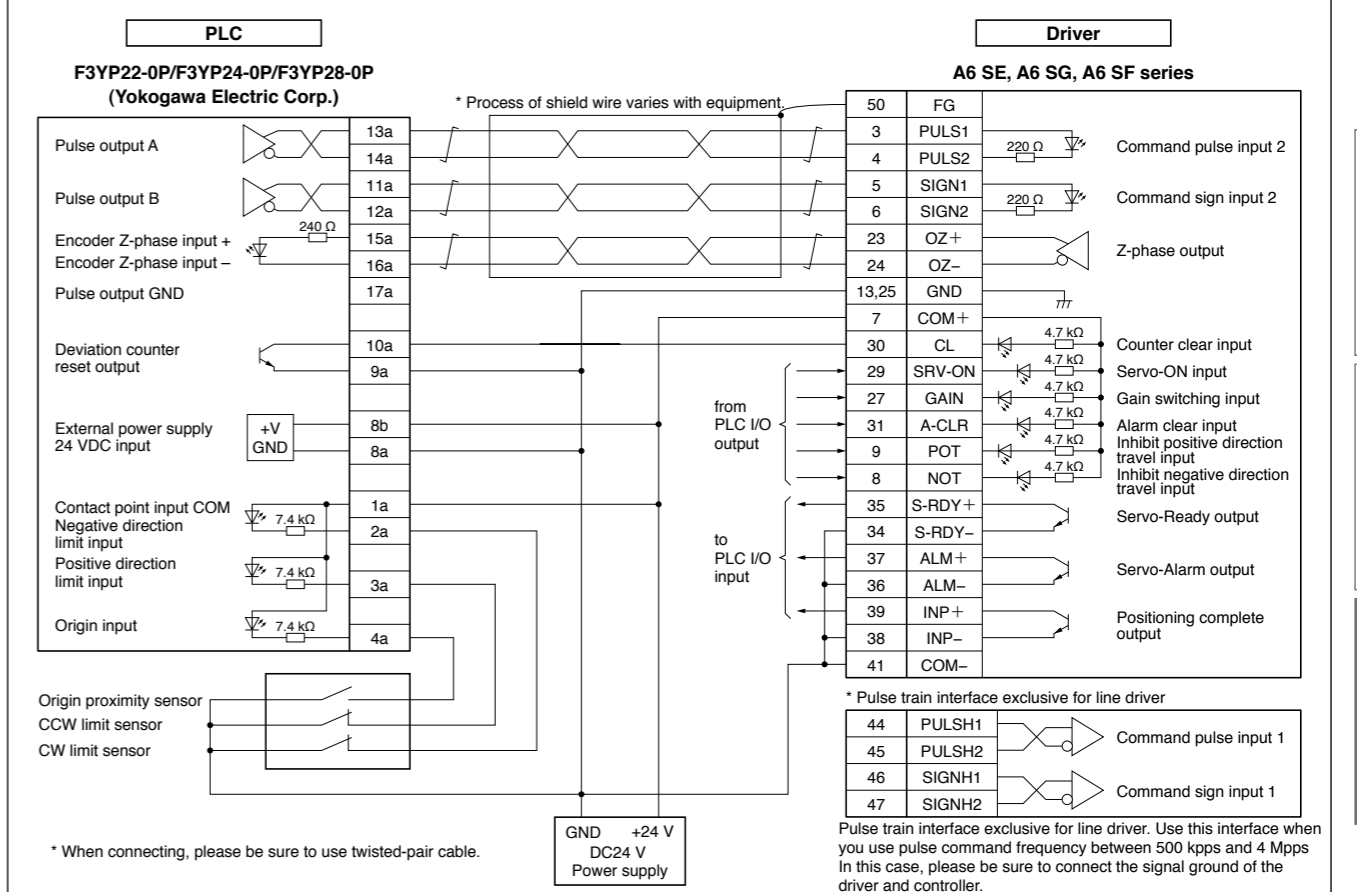 PLC
Driver
F3YP22-0P/F3YP24-0P/F3YP28-0P
(Yokogawa Electric Corp.)
A6 SE, A6 SG, A6 SF series
* Process of shield wire varies with equipment.
Pulse output A
13a
14a
Pulse output B
11a
12a
240 Ω
Encoder Z-phase input +
15a
Encoder Z-phase input –
16a
Pulse output GND
17a
Deviation counter
reset output
10a
9a
External power supply
24 VDC input
+V
GND
8b
8a
Contact point input COM
1a
Negative direction
limit input
7.4 kΩ
2a
Positive direction
limit input
7.4 kΩ
3a
Origin input
7.4 kΩ
4a
Origin proximity sensor
CCW limit sensor
CW limit sensor
* When connecting, please be sure to use twisted-pair cable.
GND +24 V
DC24 V
Power supply
from
PLC I/O
output
to
PLC I/O
input
50 FG
3 PULS1
4 PULS2
220 Ω
Command pulse input 2
5 SIGN1
6 SIGN2
220 Ω
Command sign input 2
23 OZ+
24 OZ–
Z-phase output
13,25 GND
7 COM+
30 CL 4.7 kΩ Counter clear input
29 SRV-ON 4.7 kΩ Servo-ON input
27 GAIN 4.7 kΩ Gain switching input
31 A-CLR 4.7 kΩ Alarm clear input
9 POT 4.7 kΩ Inhibit positive direction
travel input
8 NOT 4.7 kΩ Inhibit negative direction
travel input
35 S-RDY+
34 S-RDY–
Servo-Ready output
37 ALM+
36 ALM–
Servo-Alarm output
39 INP+
38 INP–
Positioning complete
output
41 COM–
* Pulse train interface exclusive for line driver
44 PULSH1
45 PULSH2
Command pulse input 1
46 SIGNH1
47 SIGNH2
Command sign input 1
Pulse train interface exclusive for line driver. Use this interface when
you use pulse command frequency between 500 kpps and 4 Mpps
In this case, please be sure to connect the signal ground of the
driver and controller.